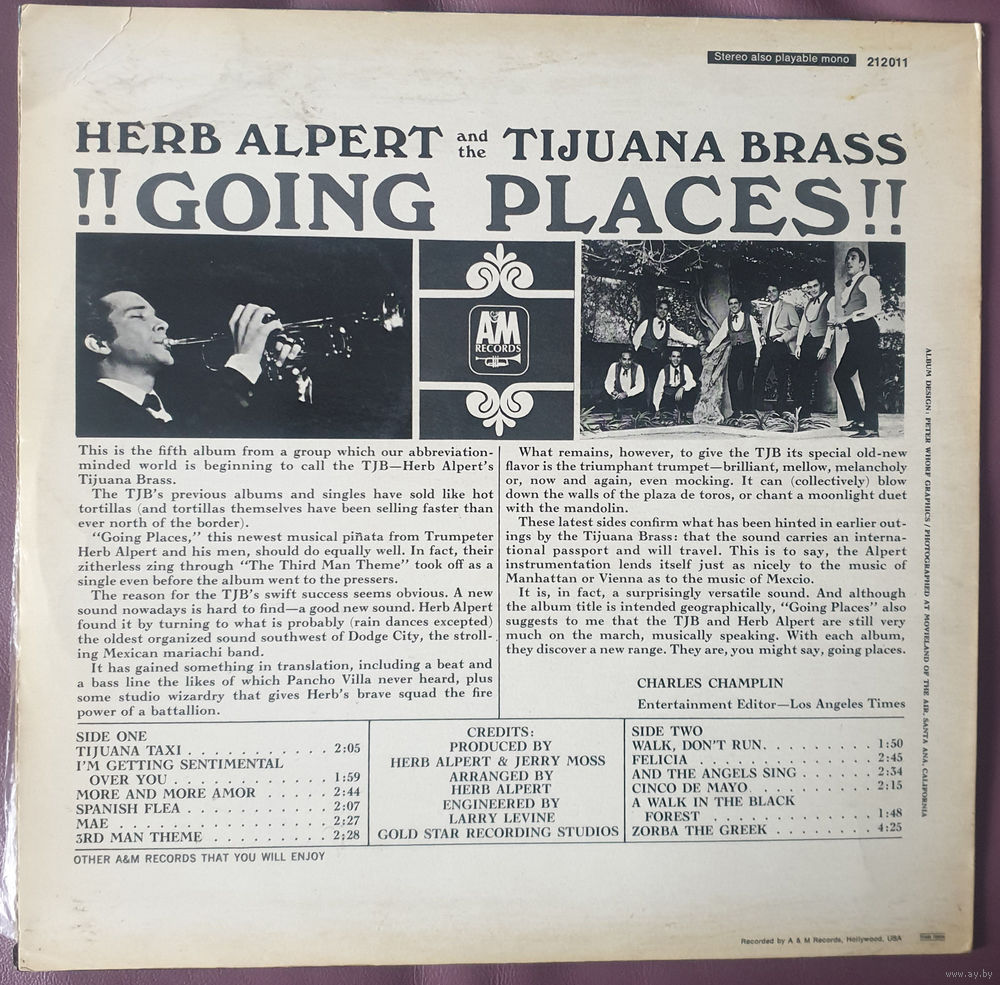 Stereo also playable mono 212011
HERB ALPERT and the TIJUANA BRASS
!!GOING PLACES!!
A&M
RECORDS
This is the fifth album from a group which our abbreviation-
minded world is beginning to call the TJB—Herb Alpert's
Tijuana Brass.
The TJB's previous albums and singles have sold like hot
tortillas (and tortillas themselves have been selling faster than
ever north of the border).
"Going Places," this newest musical piñata from Trumpeter
Herb Alpert and his men, should do equally well. In fact, their
zitherless zing through "The Third Man Theme" took off as a
single even before the album went to the pressers.
The reason for the TJB's swift success seems obvious. A new
sound nowadays is hard to find—a good new sound. Herb Alpert
found it by turning to what is probably (rain dances excepted)
the oldest organized sound southwest of Dodge City, the stroll-
ing Mexican mariachi band.
It has gained something in translation, including a beat and
a bass line the likes of which Pancho Villa never heard, plus
some studio wizardry that gives Herb's brave squad the fire
power of a battallion.
What remains, however, to give the TJB its special old-new
flavor is the triumphant trumpet—brilliant, mellow, melancholy
or, now and again, even mocking. It can (collectively) blow
down the walls of the plaza de toros, or chant a moonlight duet
with the mandolin.
These latest sides confirm what has been hinted in earlier out-
ings by the Tijuana Brass: that the sound carries an interna-
tional passport and will travel. This is to say, the Alpert
instrumentation lends itself just as nicely to the music of
Manhattan or Vienna as to the music of Mexcio.
It is, in fact, a surprisingly versatile sound. And although
the album title is intended geographically, "Going Places" also
suggests to me that the TJB and Herb Alpert are still very
much on the march, musically speaking. With each album,
they discover a new range. They are, you might say, going places.
CHARLES CHAMPLIN
Entertainment Editor—Los Angeles Times
ALBUM DESIGN: PETER WHORF GRAPHICS / PHOTOGRAPHED AT MOVIELAND OF THE AIR, SANTA ANA, CALIFORNIA
SIDE ONE
TIJUANA TAXI . . . . . . . . . . . 2:05
I'M GETTING SENTIMENTAL
OVER YOU . . . . . . . . . . . . 1:59
MORE AND MORE AMOR . . . . . 2:44
SPANISH FLEA . . . . . . . . . . . 2:07
MAE . . . . . . . . . . . . . . . . 2:27
3RD MAN THEME . . . . . . . . . 2:28
CREDITS:
PRODUCED BY
HERB ALPERT & JERRY MOSS
ARRANGED BY
HERB ALPERT
ENGINEERED BY
LARRY LEVINE
GOLD STAR RECORDING STUDIOS
SIDE TWO
WALK, DON'T RUN. . . . . . . . . 1:50
FELICIA . . . . . . . . . . . . . . 2:45
AND THE ANGELS SING . . . . . . 2:34
CINCO DE MAYO. . . . . . . . . . 2:15
A WALK IN THE BLACK
FOREST . . . . . . . . . . . . . 1:48
ZORBA THE GREEK . . . . . . . . 4:25
OTHER A&M RECORDS THAT YOU WILL ENJOY
Recorded by A & M Records, Hollywood, USA
www.ay.by